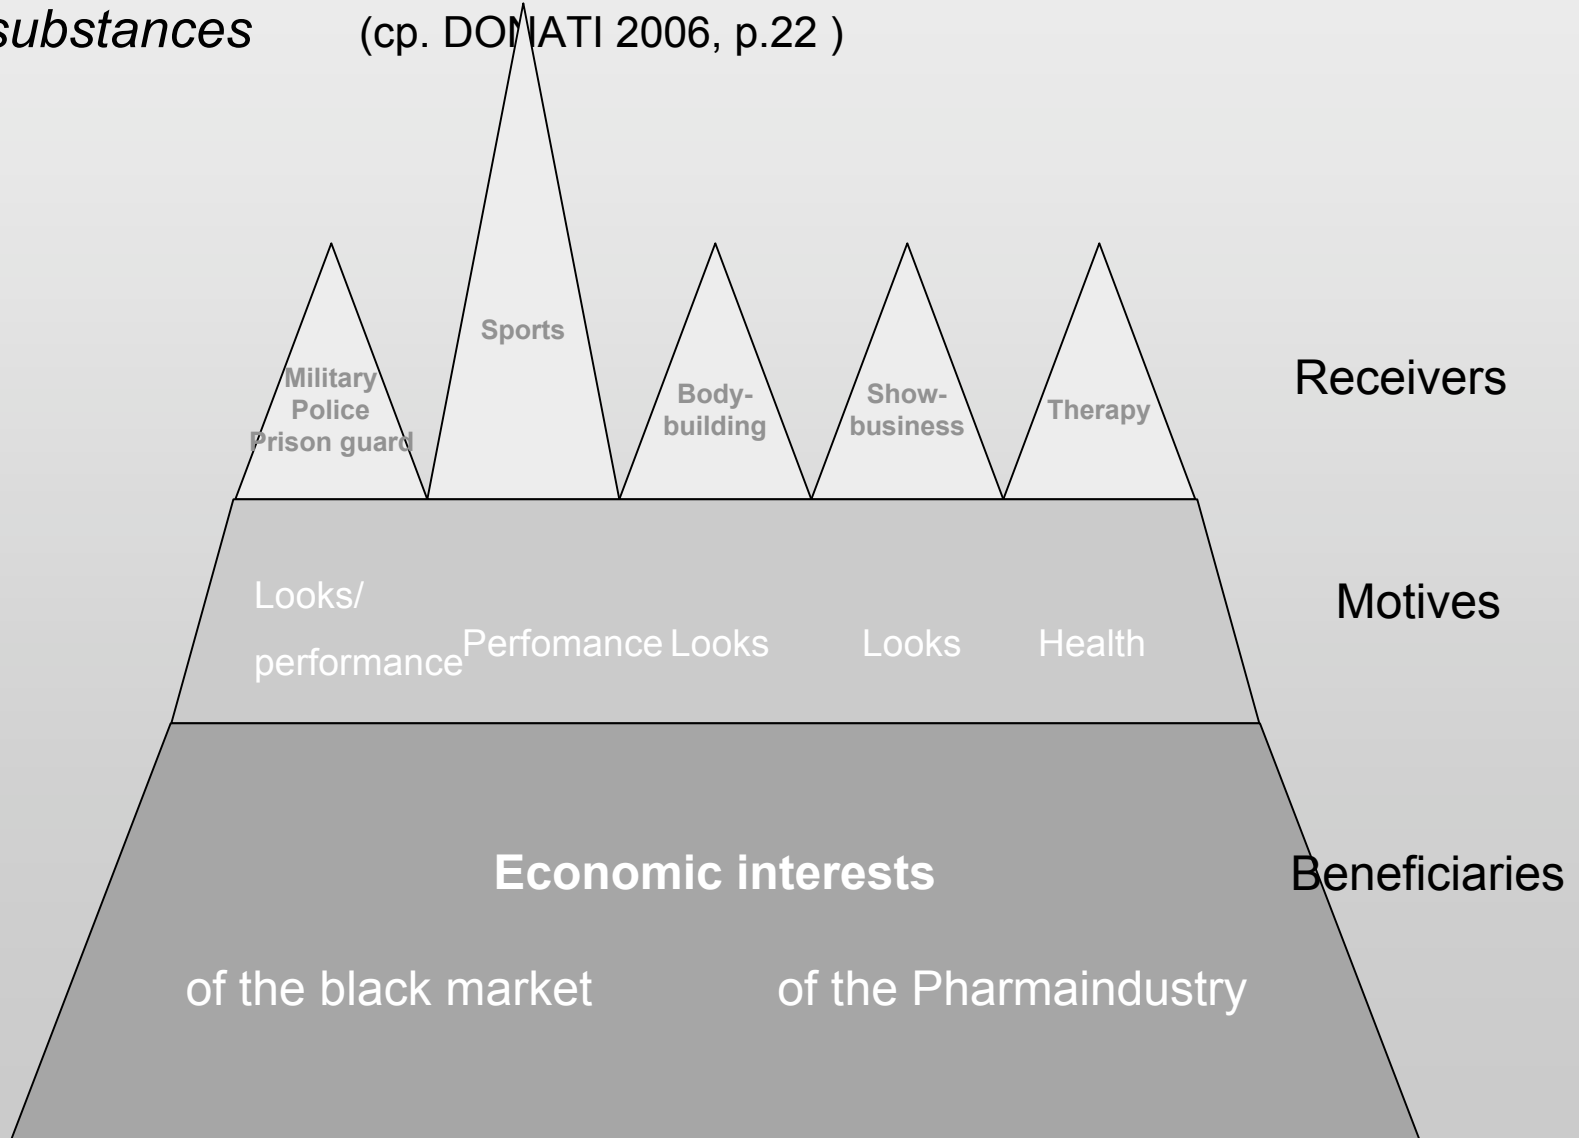 substances (cp. DONATI 2006, p.22 )
Sports
Military
Police
Prison guard
Body-
building
Show-
business
Therapy
Receivers
Looks/
performance
Perfomance
Looks
Looks
Health
Motives
Economic interests
Beneficiaries
of the black market
of the Pharmaindustry